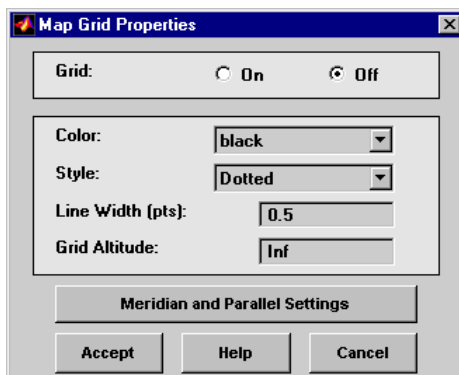 Map Grid Properties
Grid: On Off
Color: black
Style: Dotted
Line Width (pts): 0.5
Grid Altitude: Inf
Meridian and Parallel Settings
Accept Help Cancel